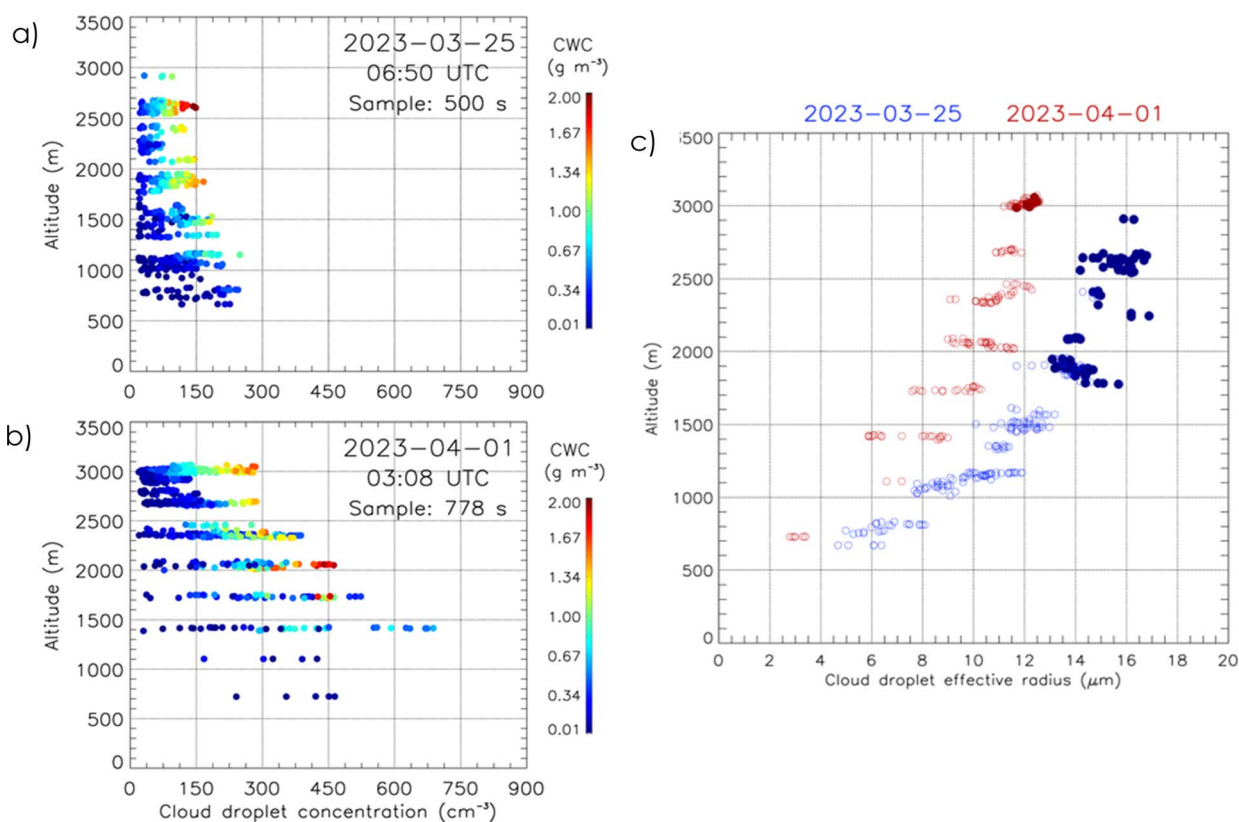 a)
3500
3000
2500
2000
1500
1000
500
0
Altitude (m)
2023-03-25
06:50 UTC
Sample: 500 s
0 150 300 450 600 750 900
CWC
(g m⁻³)
2.00
1.67
1.34
1.00
0.67
0.34
0.01
b)
3500
3000
2500
2000
1500
1000
500
0
Altitude (m)
2023-04-01
03:08 UTC
Sample: 778 s
0 150 300 450 600 750 900
Cloud droplet concentration (cm⁻³)
CWC
(g m⁻³)
2.00
1.67
1.34
1.00
0.67
0.34
0.01
c)
2023-03-25 2023-04-01
3500
3000
2500
2000
1500
1000
500
0
Altitude (m)
0 2 4 6 8 10 12 14 16 18 20
Cloud droplet effective radius (μm)